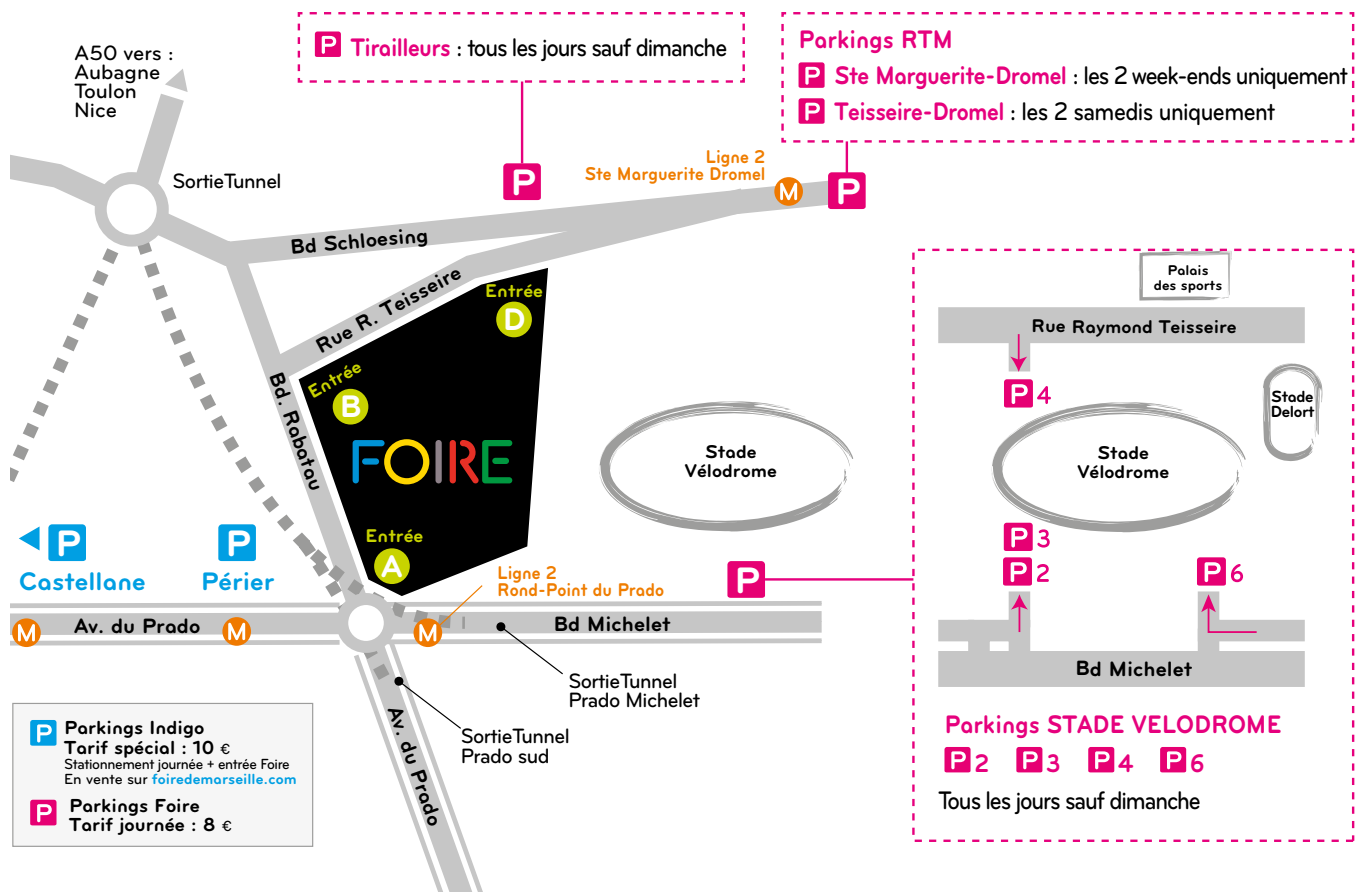 A50 vers :
Aubagne
Toulon
Nice
P Tirailleurs : tous les jours sauf dimanche
Parkings RTM
P Ste Marguerite-Dromel : les 2 week-ends uniquement
P Teisseire-Dromel : les 2 samedis uniquement
SortieTunnel
Ligne 2
Ste Marguerite Dromel
M
P
P
Bd Schloesing
Rue R. Teisseire
Bd. Rabatau
Entrée
D
Entrée
B
FOIRE
Entrée
A
Stade
Vélodrome
P
Castellane
P
Périer
Ligne 2
Rond-Point du Prado
P
M
Av. du Prado
M
M
Bd Michelet
SortieTunnel
Prado Michelet
SortieTunnel
Prado sud
Av. du Prado
P Parkings Indigo
Tarif spécial : 10 €
Stationnement journée + entrée Foire
En vente sur foiredemarseille.com
P Parkings Foire
Tarif journée : 8 €
Palais
des sports
Rue Raymond Teisseire
P 4
Stade
Delort
Stade
Vélodrome
P 3
P 2
P 6
Bd Michelet
Parkings STADE VELODROME
P 2 P 3 P 4 P 6
Tous les jours sauf dimanche